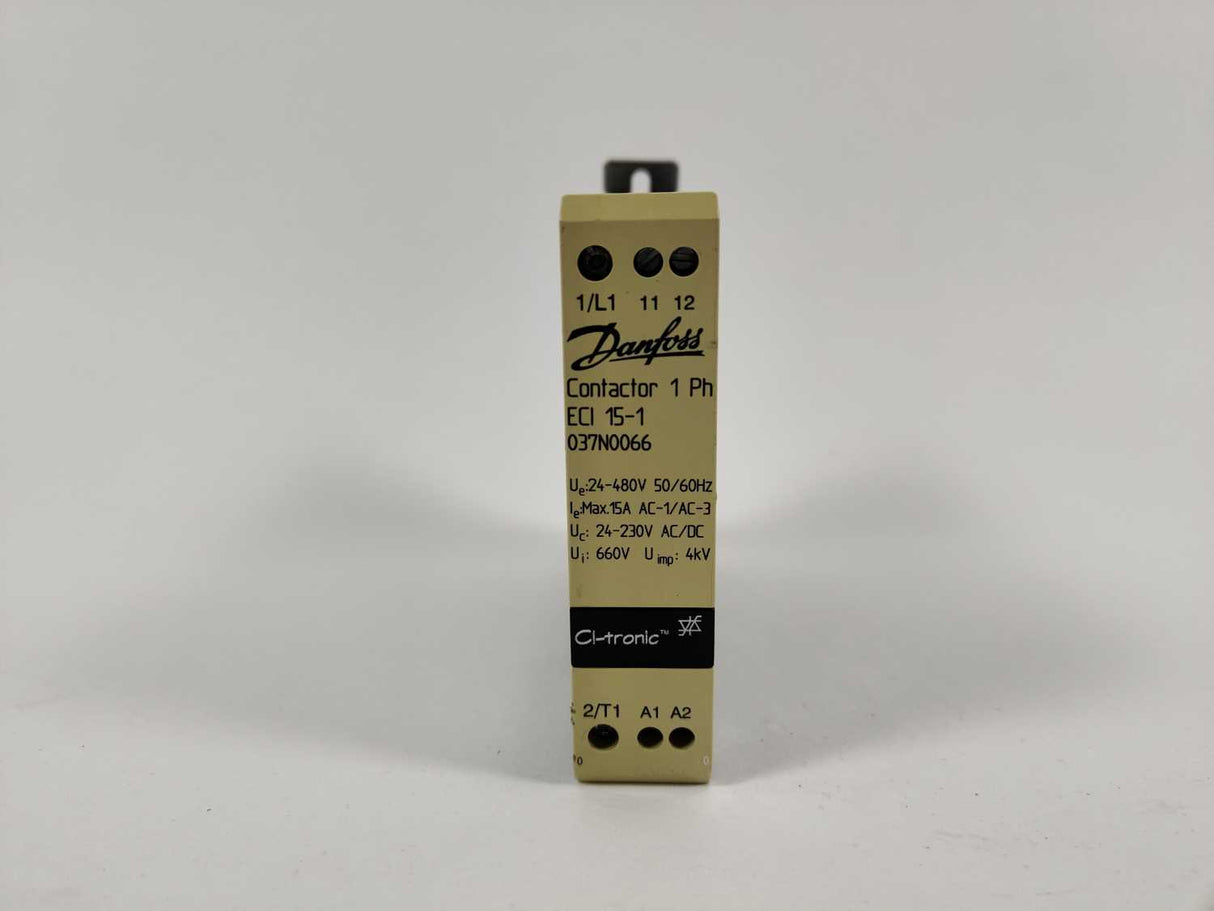 1/L1 11 12
Danfoss
Contactor 1 Ph
ECI 15-1
037N0066
Ue:24-480V 50/60Hz
Ie:Max.15A AC-1/AC-3
Uc: 24-230V AC/DC
Ui: 660V Uimp: 4kV
CI-tronic™
2/T1 A1 A2
0 0